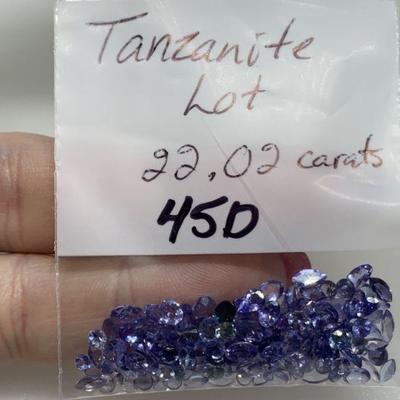 Tanzanite
Lot
22.02 carats
45D